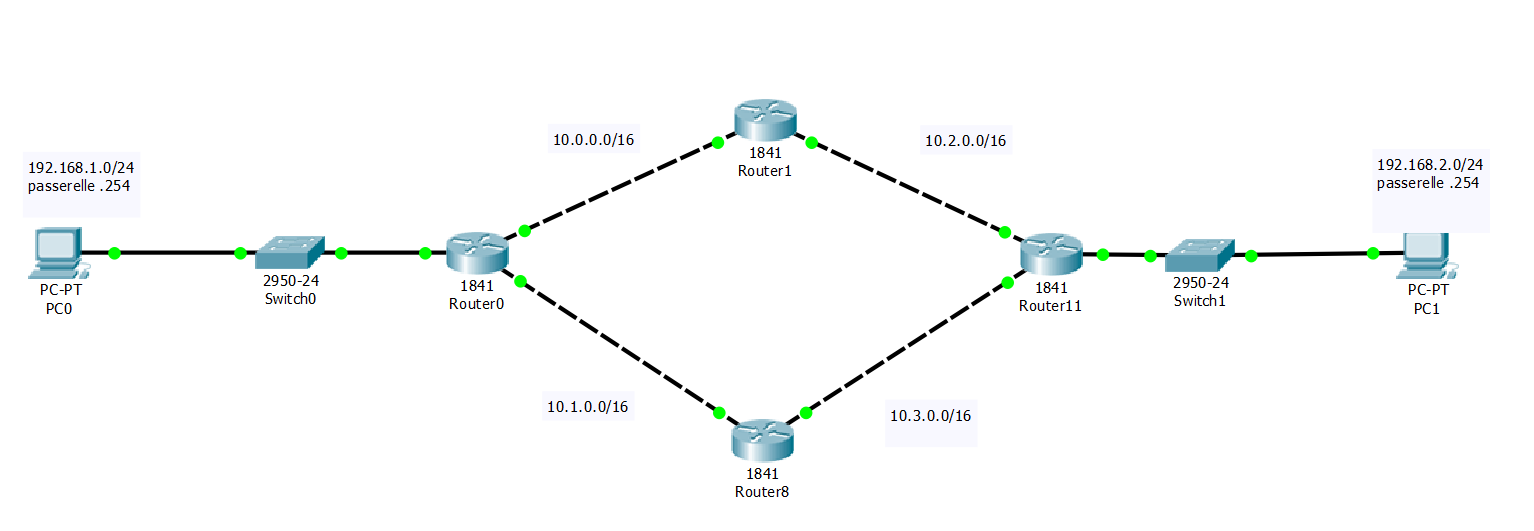 10.0.0.0/16
10.2.0.0/16
1841
Router1
192.168.1.0/24
passerelle .254
192.168.2.0/24
passerelle .254
PC-PT
PC0
2950-24
Switch0
1841
Router0
1841
Router11
2950-24
Switch1
PC-PT
PC1
10.1.0.0/16
10.3.0.0/16
1841
Router8